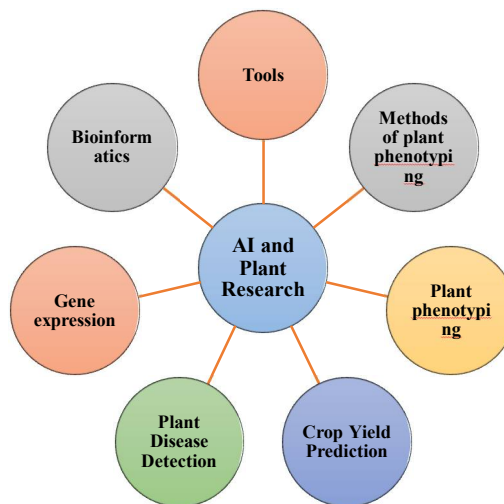 Tools
Methods
of plant
phenotypi
ng
Plant
phenotypi
ng
Crop Yield
Prediction
Plant
Disease
Detection
Gene
expression
Bioinform
atics
AI and
Plant
Research